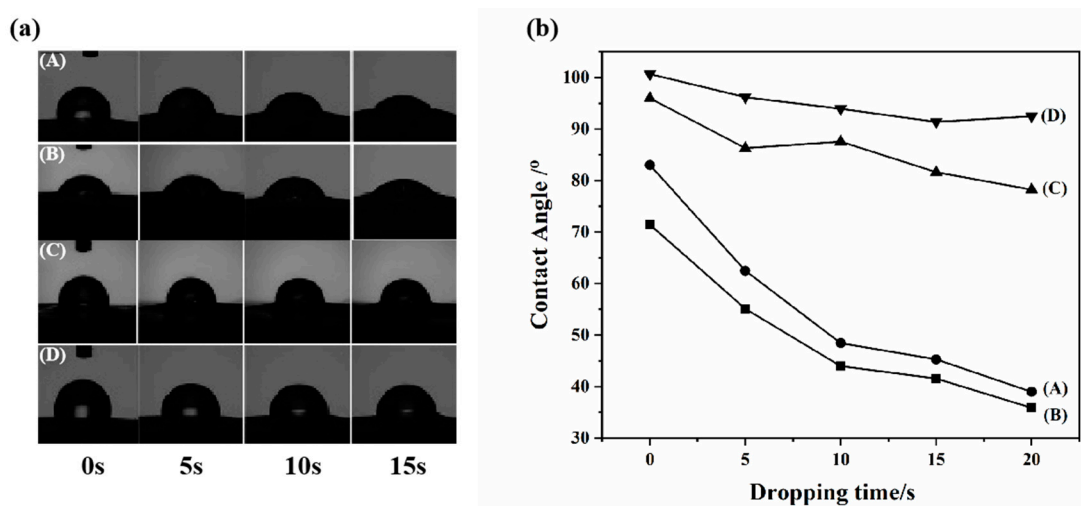 (a)
(A)
(B)
(C)
(D)
0s 5s 10s 15s
(b)
Contact Angle /°
100
90
80
70
60
50
40
30
(D)
(C)
(A)
(B)
0 5 10 15 20
Dropping time/s